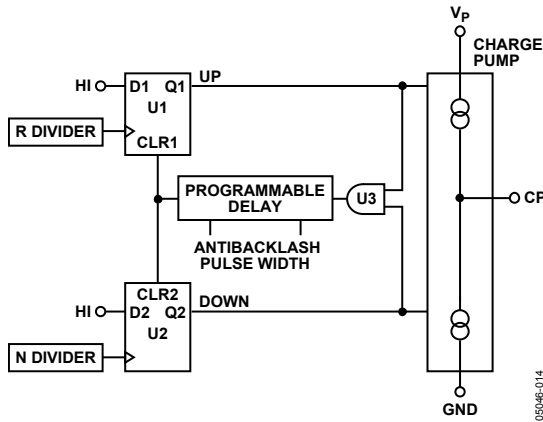 VP
CHARGE
PUMP
HI
D1 Q1
UP
U1
R DIVIDER
CLR1
PROGRAMMABLE
DELAY
U3
CP
ANTIBACKLASH
PULSE WIDTH
CLR2
DOWN
HI
D2 Q2
U2
N DIVIDER
GND
05046-014